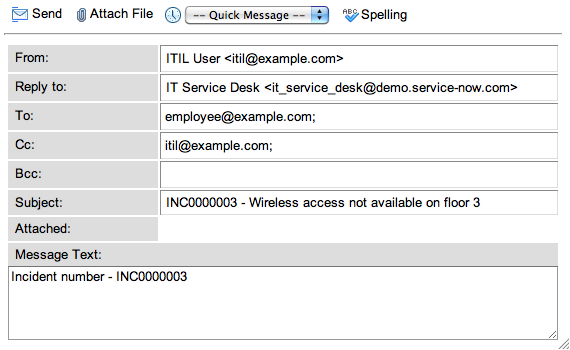 Send Attach File -- Quick Message -- ABC Spelling
From: ITIL User <itil@example.com>
Reply to: IT Service Desk <it_service_desk@demo.service-now.com>
To: employee@example.com;
Cc: itil@example.com;
Bcc:
Subject: INC0000003 - Wireless access not available on floor 3
Attached:
Message Text:
Incident number - INC0000003